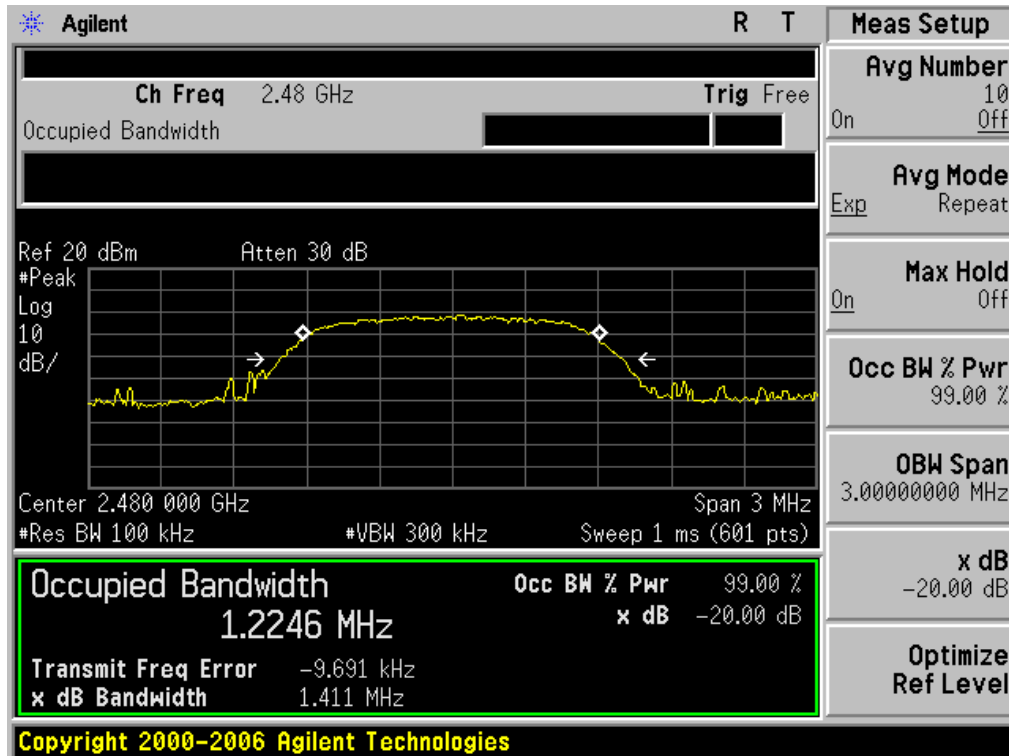 Agilent R T
Ch Freq 2.48 GHz Trig Free
Occupied Bandwidth
Ref 20 dBm Atten 30 dB
#Peak
Log
10
dB/
Center 2.480 000 GHz Span 3 MHz
#Res BW 100 kHz #VBW 300 kHz Sweep 1 ms (601 pts)
Occupied Bandwidth
1.2246 MHz
Occ BW % Pwr 99.00 %
x dB -20.00 dB
Transmit Freq Error -9.691 kHz
x dB Bandwidth 1.411 MHz
Copyright 2000-2006 Agilent Technologies
Meas Setup
Avg Number
10
On Off
Avg Mode
Exp Repeat
Max Hold
On Off
Occ BW % Pwr
99.00 %
OBW Span
3.00000000 MHz
x dB
-20.00 dB
Optimize
Ref Level